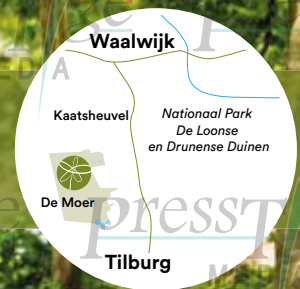 Waalwijk
Kaatsheuvel
Nationaal Park
De Loonse
en Drunense Duinen
De Moer
Tilburg